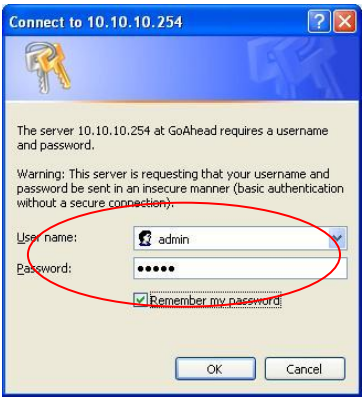 Connect to 10.10.10.254
The server 10.10.10.254 at GoAhead requires a username
and password.
Warning: This server is requesting that your username and
password be sent in an insecure manner (basic authentication
without a secure connection).
User name:
admin
Password:
•••••
Remember my password
OK
Cancel